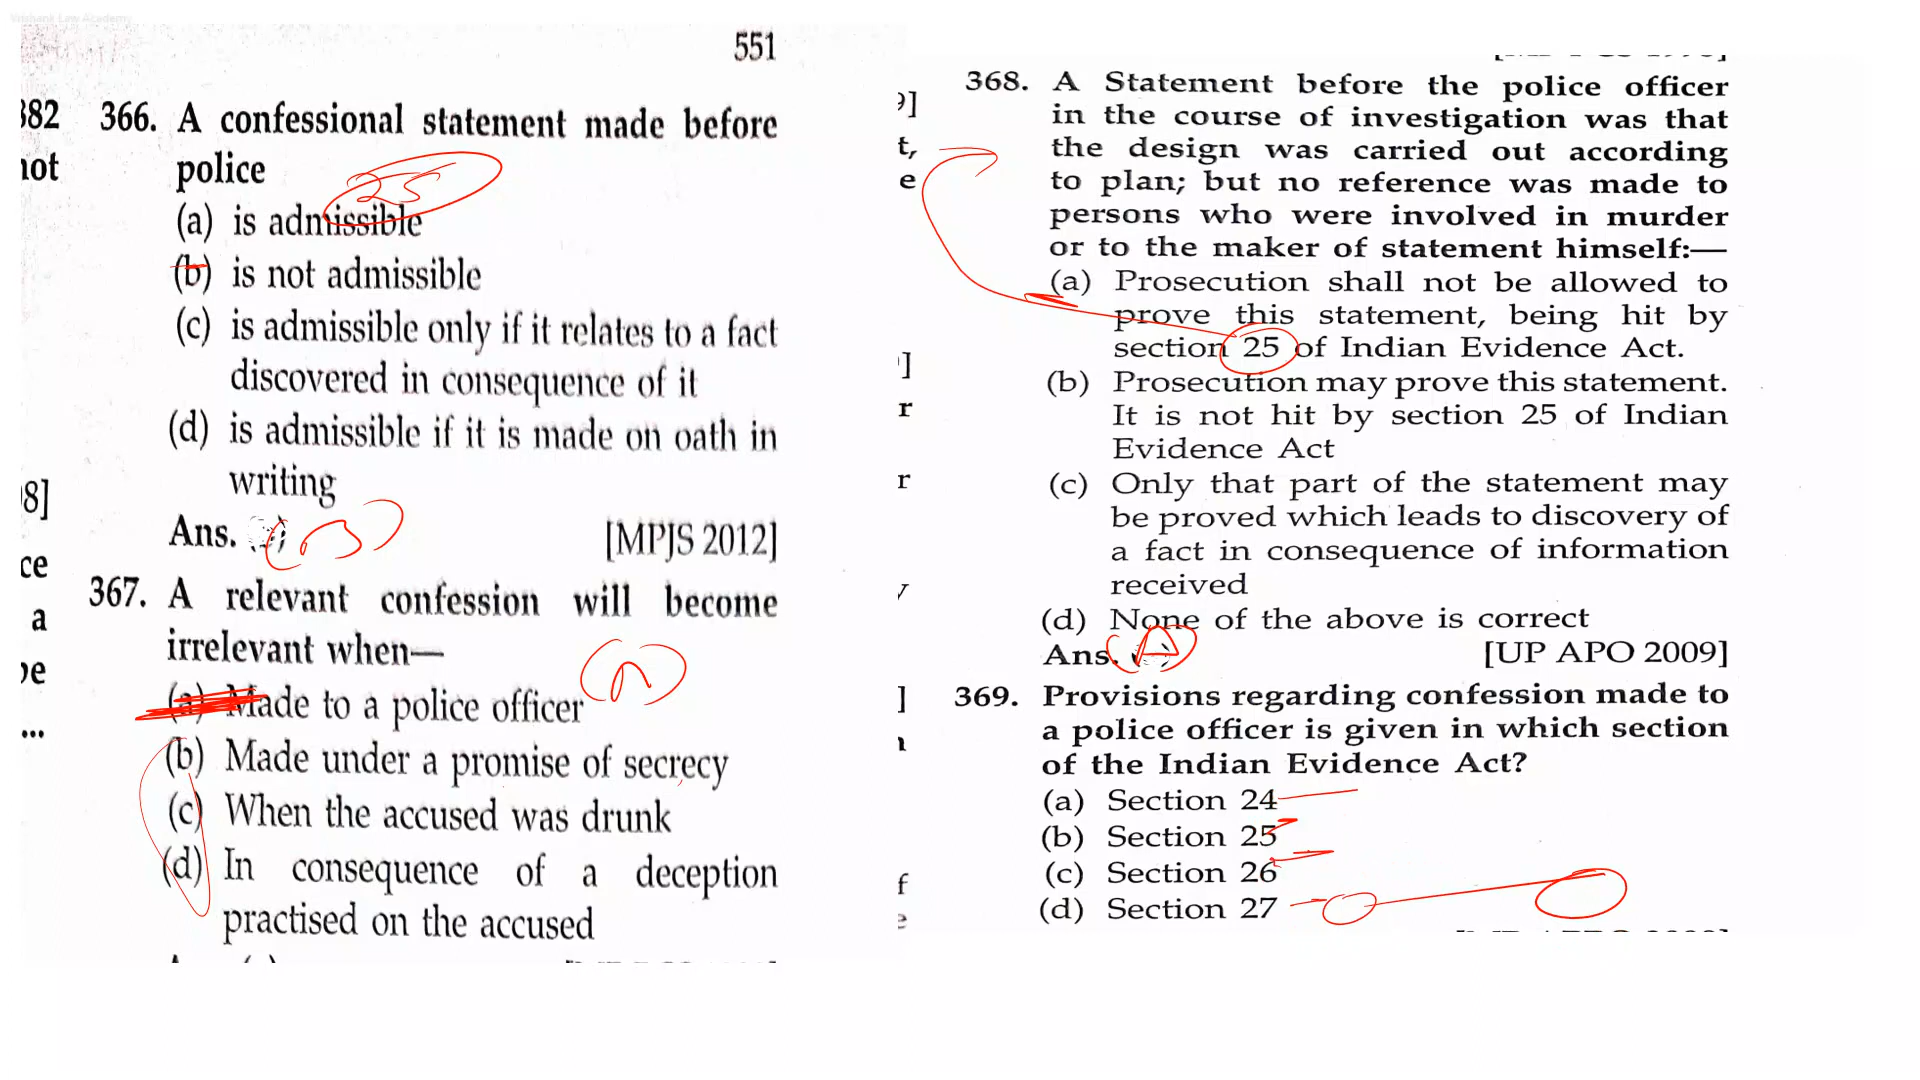 Vrishank Law Academy
551
382
not
8]
ce
a
be
...
366. A confessional statement made before
police
25
(a) is admissible
(b) is not admissible
(c) is admissible only if it relates to a fact
discovered in consequence of it
(d) is admissible if it is made on oath in
writing
Ans. (B) [MPJS 2012]
367. A relevant confession will become
irrelevant when—
(a) Made to a police officer
(b) Made under a promise of secrecy
(c) When the accused was drunk
(d) In consequence of a deception
practised on the accused
9]
t,
e
]
r
r
y
]
f
e
368. A Statement before the police officer
in the course of investigation was that
the design was carried out according
to plan; but no reference was made to
persons who were involved in murder
or to the maker of statement himself:—
(a) Prosecution shall not be allowed to
prove this statement, being hit by
section 25 of Indian Evidence Act.
(b) Prosecution may prove this statement.
It is not hit by section 25 of Indian
Evidence Act
(c) Only that part of the statement may
be proved which leads to discovery of
a fact in consequence of information
received
(d) None of the above is correct
Ans. (A) [UP APO 2009]
369. Provisions regarding confession made to
a police officer is given in which section
of the Indian Evidence Act?
(a) Section 24
(b) Section 25
(c) Section 26
(d) Section 27